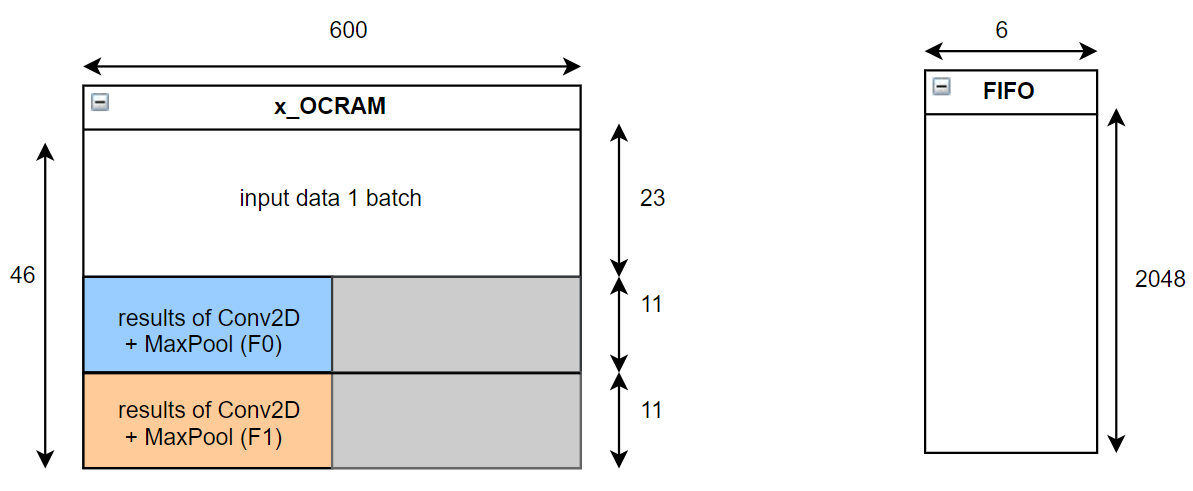 600
6
x_OCRAM
FIFO
input data 1 batch
23
46
2048
results of Conv2D
+ MaxPool (F0)
11
results of Conv2D
+ MaxPool (F1)
11